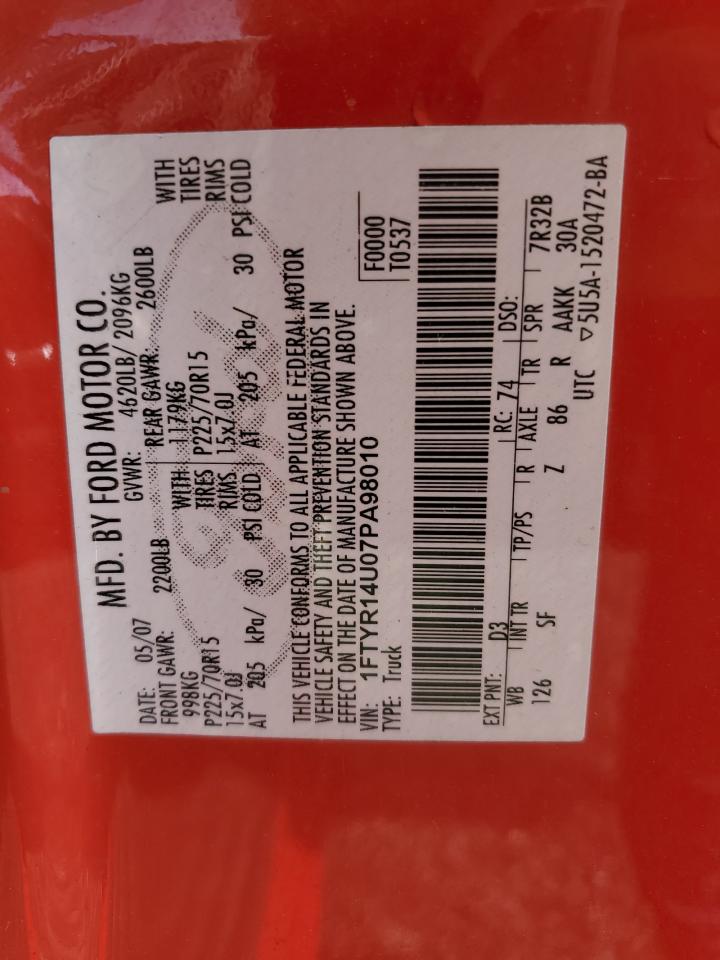 MFD. BY FORD MOTOR CO.
DATE: 05/07 GVWR: 4620LB/ 2096KG
FRONT GAWR: 2200LB REAR GAWR: 2600LB
998KG WITH 1179KG WITH
P225/70R15 TIRES P225/70R15 TIRES
15x7.0J RIMS 15x7.0J RIMS
AT 205 kPa/ 30 PSI COLD AT 205 kPa/ 30 PSI COLD
THIS VEHICLE CONFORMS TO ALL APPLICABLE FEDERAL MOTOR
VEHICLE SAFETY AND THEFT PREVENTION STANDARDS IN
EFFECT ON THE DATE OF MANUFACTURE SHOWN ABOVE.
VIN: 1FTYR14U07PA98010 F0000
TYPE: Truck T0537
EXT PNT: D3 RC: 74 DSO:
WB INT TR TP/PS R AXLE TR SPR 7R32B
126 SF Z 86 R AAKK 30A
UTC ▽5U5A-1520472-BA